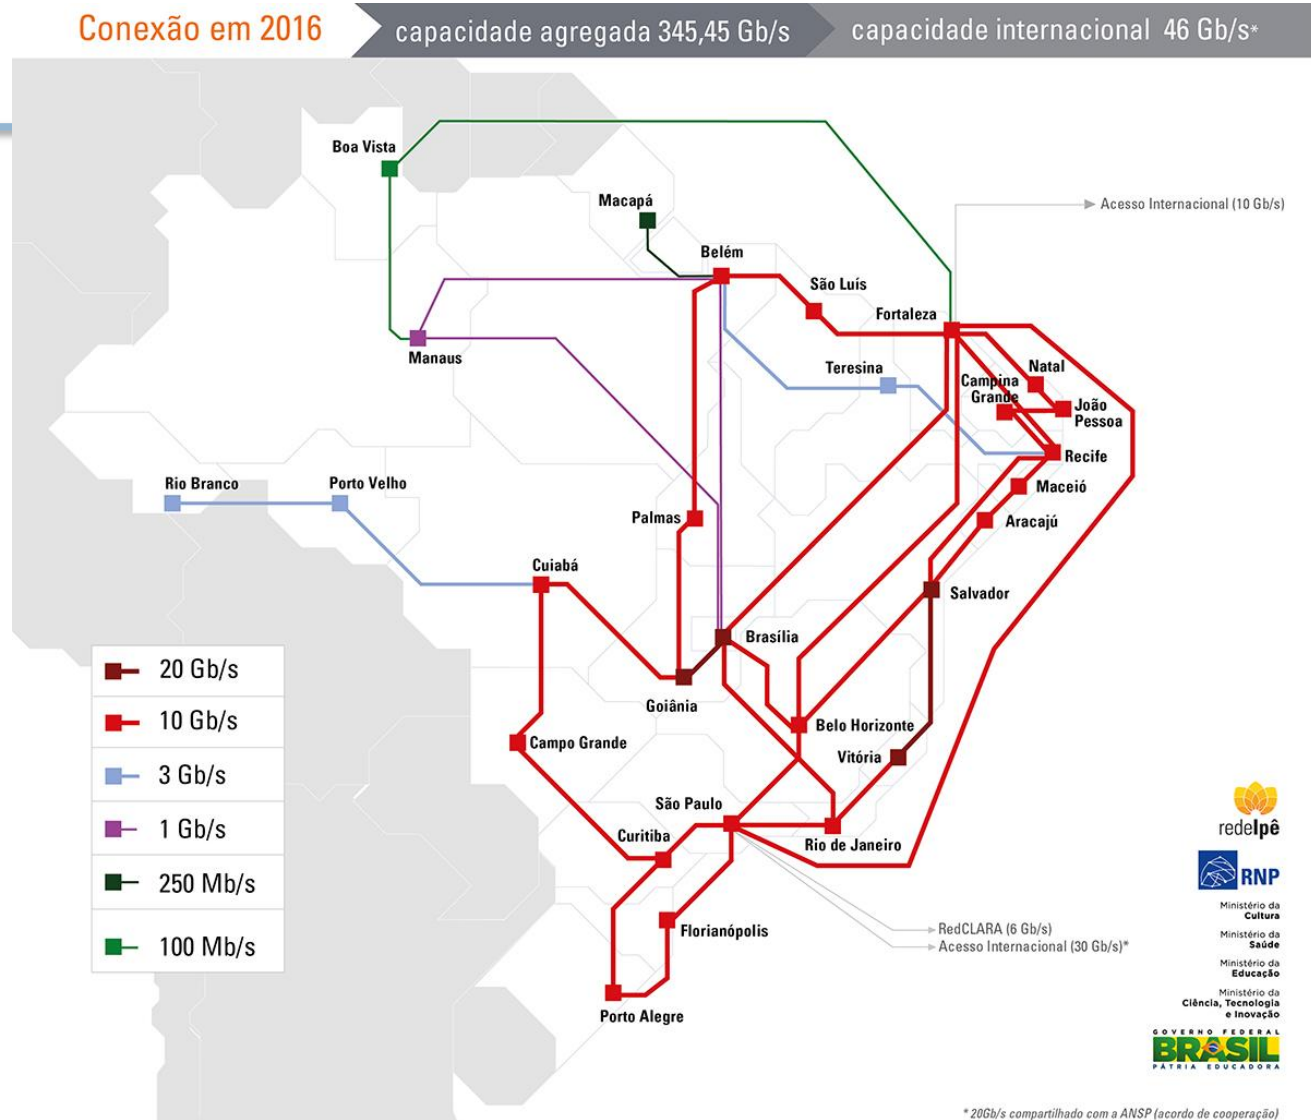 Conexão em 2016
capacidade agregada 345,45 Gb/s
capacidade internacional 46 Gb/s*
Boa Vista
Macapá
Acesso Internacional (10 Gb/s)
Belém
São Luís
Fortaleza
Manaus
Teresina
Natal
Campina
Grande
João
Pessoa
Recife
Rio Branco
Porto Velho
Maceió
Palmas
Aracajú
Cuiabá
Salvador
Brasília
20 Gb/s
10 Gb/s
3 Gb/s
1 Gb/s
250 Mb/s
100 Mb/s
Goiânia
Belo Horizonte
Campo Grande
Vitória
São Paulo
Curitiba
Rio de Janeiro
Florianópolis
RedCLARA (6 Gb/s)
Acesso Internacional (30 Gb/s)*
Porto Alegre
redeIpê
RNP
Ministério da
Cultura
Ministério da
Saúde
Ministério da
Educação
Ministério da
Ciência, Tecnologia
e Inovação
GOVERNO FEDERAL
BRASIL
PÁTRIA EDUCADORA
* 20Gb/s compartilhado com a ANSP (acordo de cooperação)